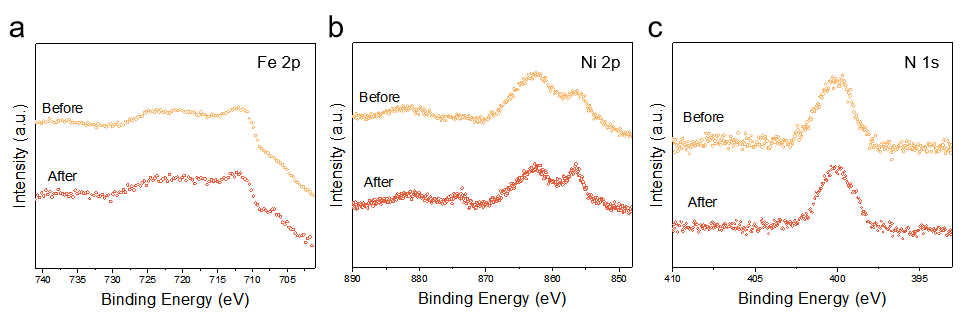 a
Fe 2p
Before
After
Intensity (a.u.)
740 735 730 725 720 715 710 705
Binding Energy (eV)
b
Ni 2p
Before
After
Intensity (a.u.)
890 880 870 860 850
Binding Energy (eV)
c
N 1s
Before
After
Intensity (a.u.)
410 405 400 395
Binding Energy (eV)